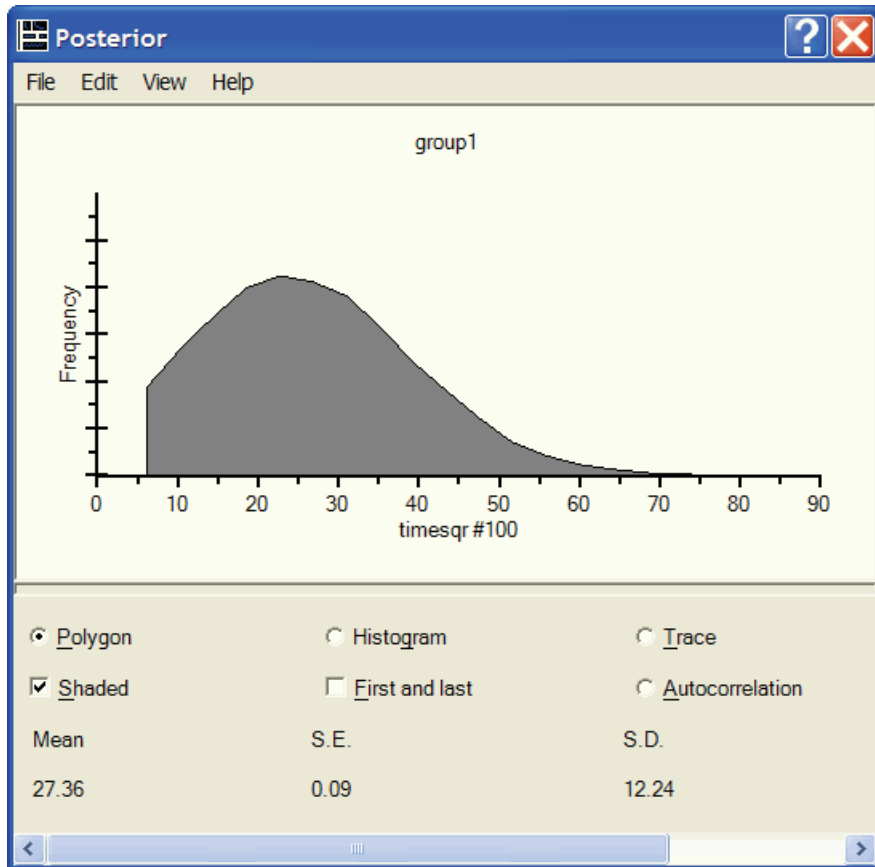 Posterior
File Edit View Help
group1
Frequency
0 10 20 30 40 50 60 70 80 90
timesqr #100
Polygon Histogram Trace
Shaded First and last Autocorrelation
Mean S.E. S.D.
27.36 0.09 12.24